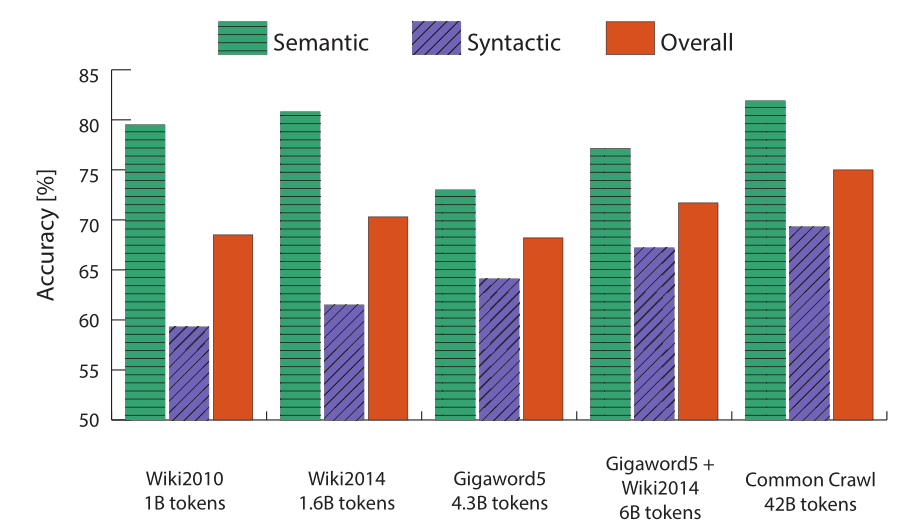 Semantic Syntactic Overall
85
80
75
70
65
60
55
50
Accuracy [%]
Wiki2010
1B tokens
Wiki2014
1.6B tokens
Gigaword5
4.3B tokens
Gigaword5 +
Wiki2014
6B tokens
Common Crawl
42B tokens